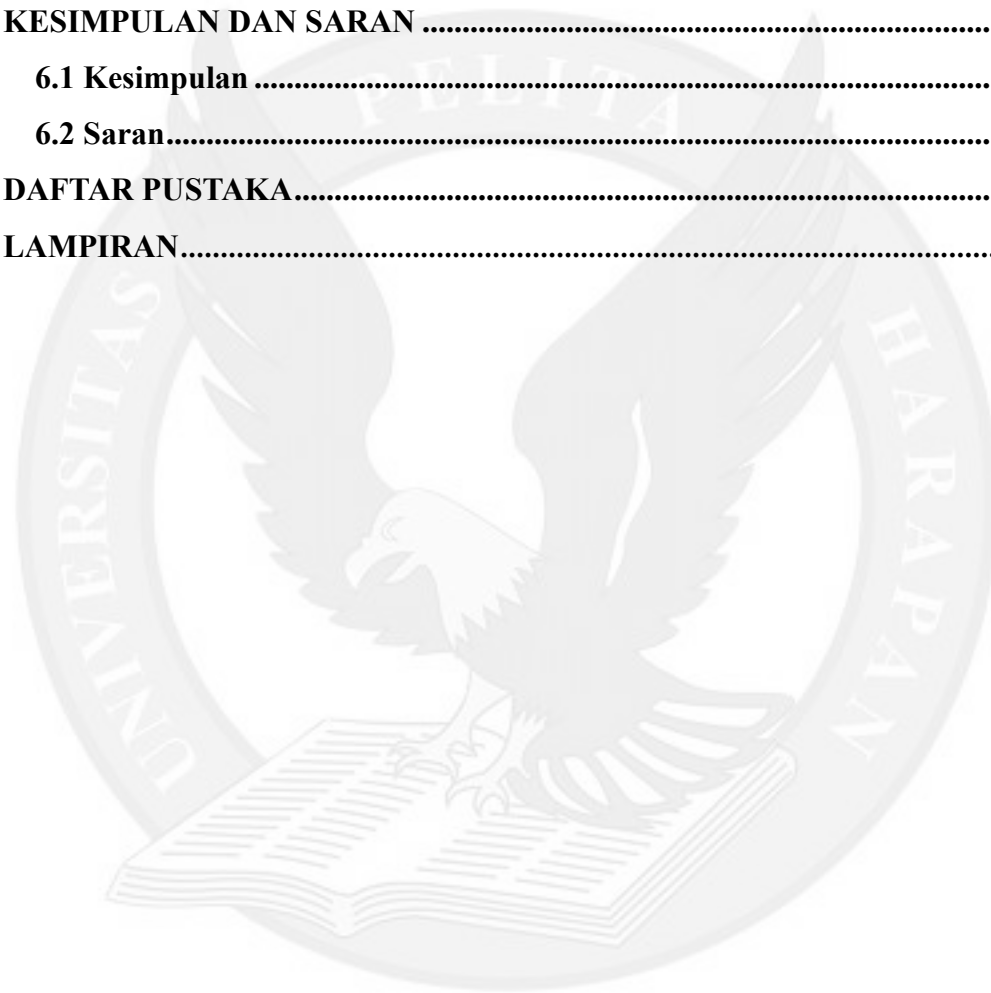 KESIMPULAN DAN SARAN ........................................................................
6.1 Kesimpulan .............................................................................................
6.2 Saran........................................................................................................
DAFTAR PUSTAKA........................................................................................
LAMPIRAN.......................................................................................................
UNIVERSITAS PELITA HARAPAN